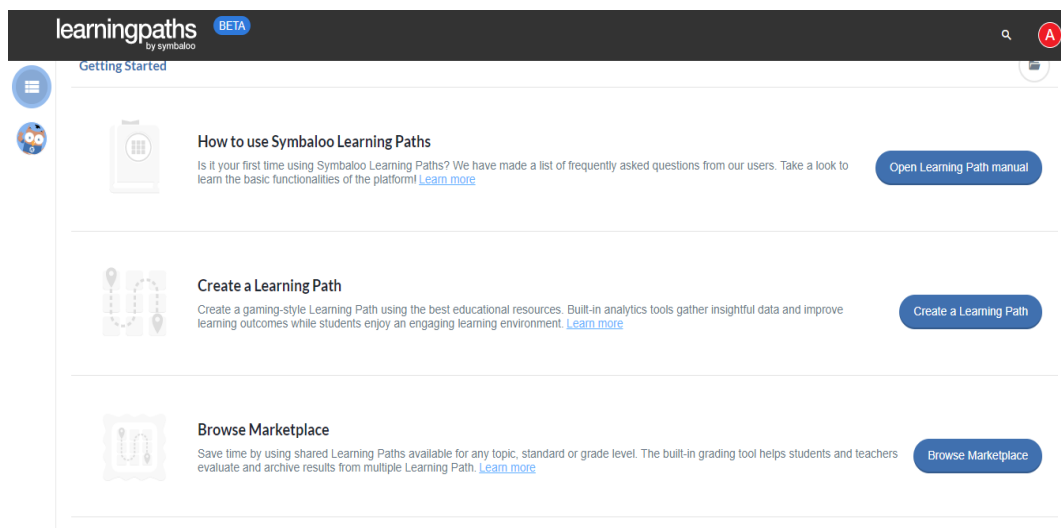 learningpaths BETA
by symbaloo
A
Getting Started
How to use Symbaloo Learning Paths
Is it your first time using Symbaloo Learning Paths? We have made a list of frequently asked questions from our users. Take a look to
learn the basic functionalities of the platform! Learn more
Open Learning Path manual
Create a Learning Path
Create a gaming-style Learning Path using the best educational resources. Built-in analytics tools gather insightful data and improve
learning outcomes while students enjoy an engaging learning environment. Learn more
Create a Learning Path
Browse Marketplace
Save time by using shared Learning Paths available for any topic, standard or grade level. The built-in grading tool helps students and teachers
evaluate and archive results from multiple Learning Path. Learn more
Browse Marketplace